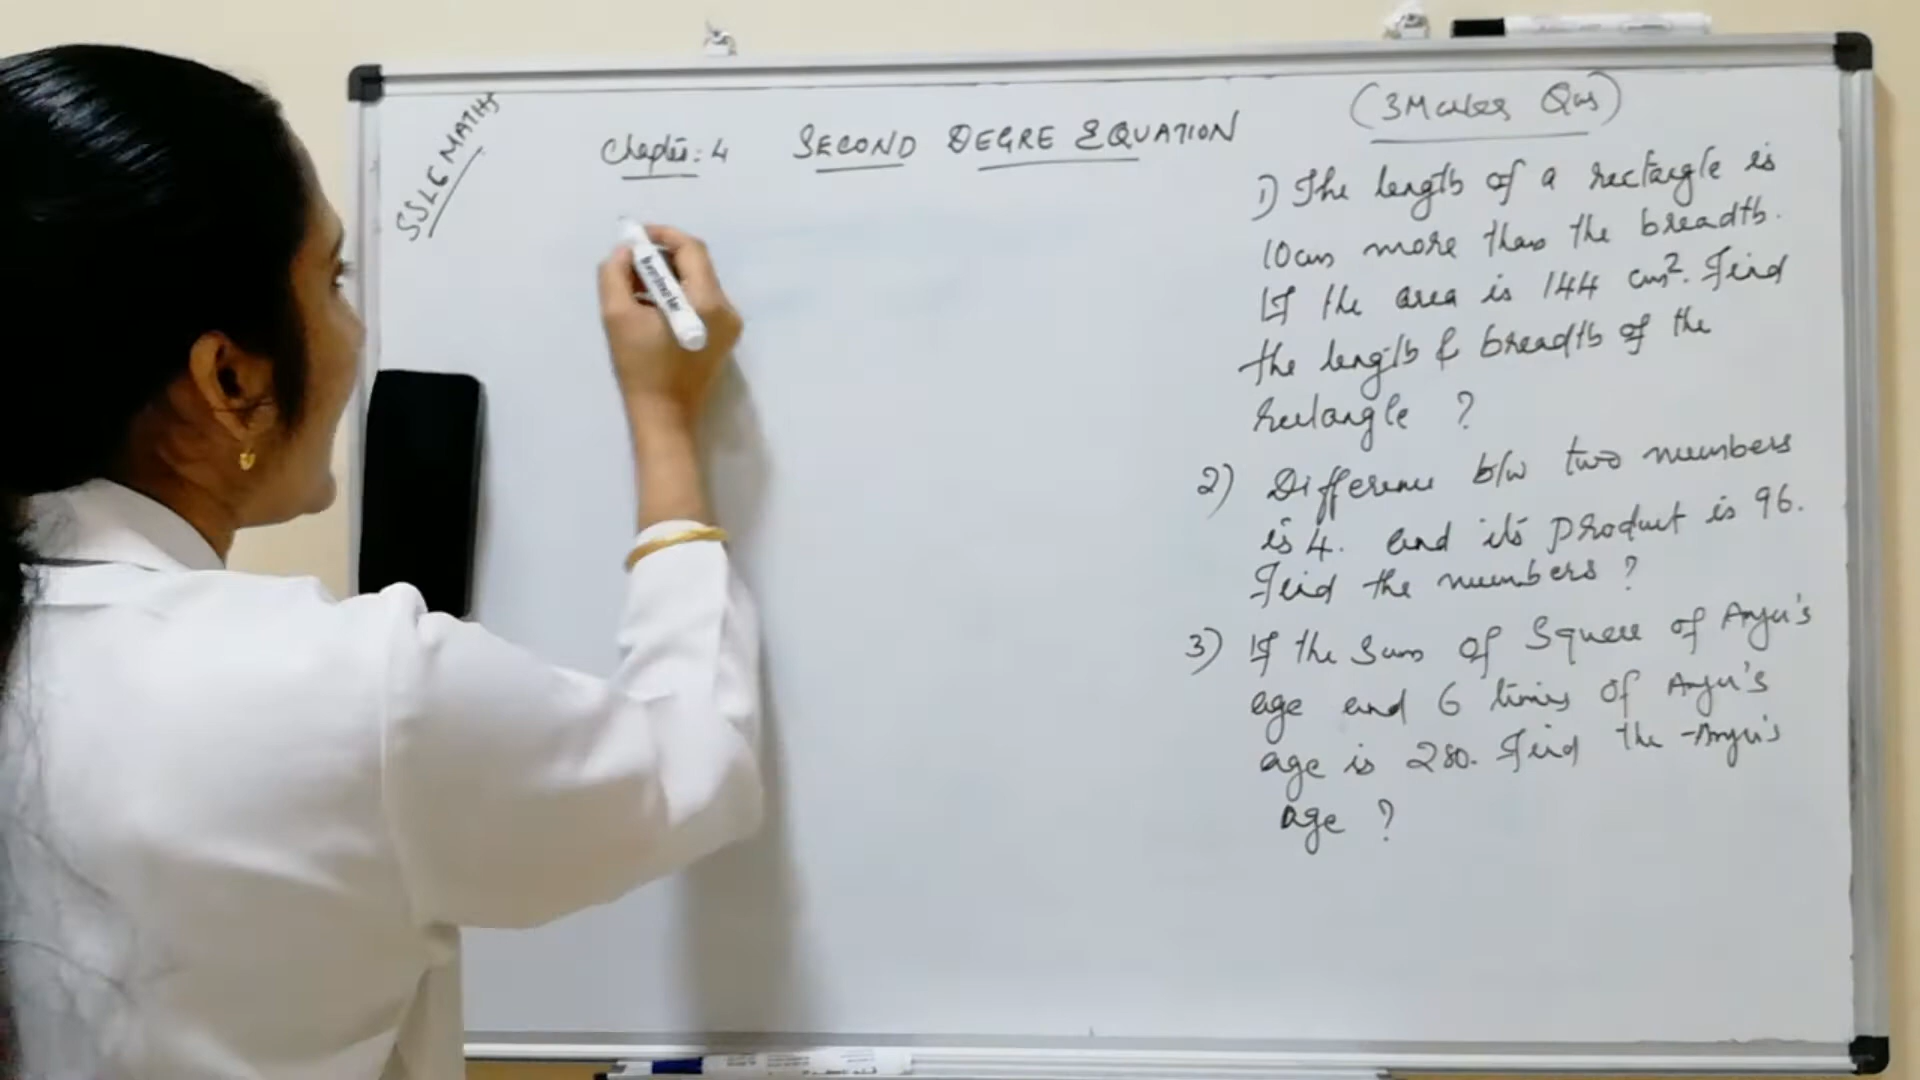 SSLC MATHS
Chapter: 4 SECOND DEGRE EQUATION
(3 Marks Qns)
1) The length of a rectangle is
10cm more than the breadth.
If the area is 144 cm². Find
the length & breadth of the
rectangle ?
2) Difference b/w two numbers
is 4. and its product is 96.
Find the numbers ?
3) If the Sum of Square of Anju's
age and 6 times of Anju's
age is 280. Find the Anju's
age ?